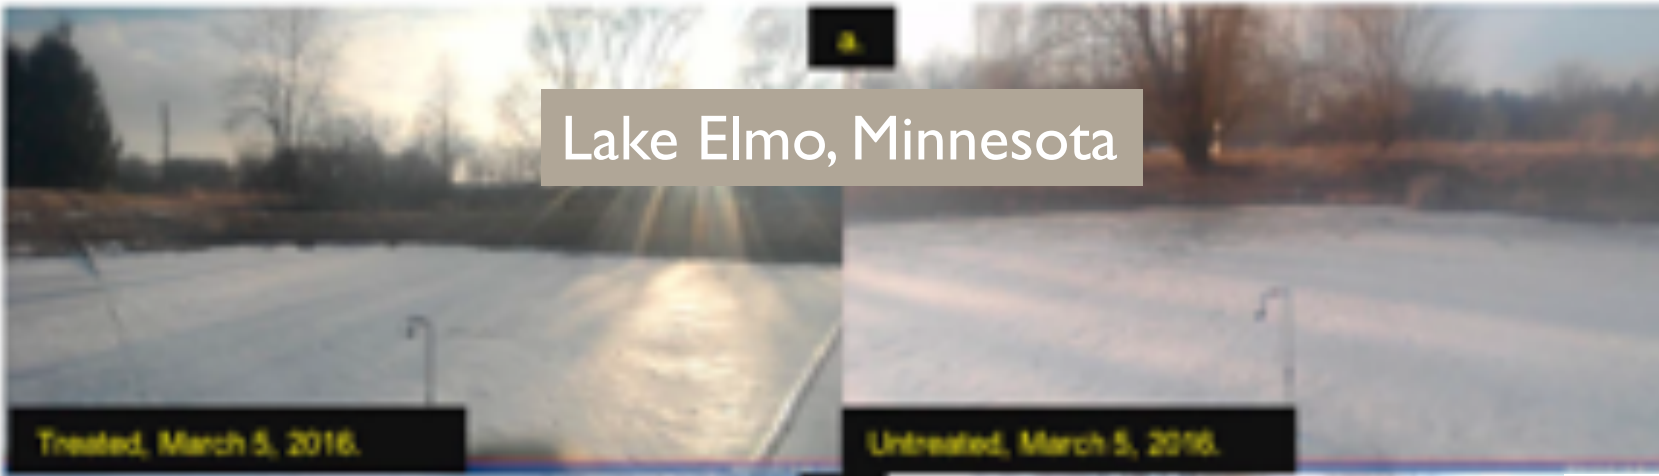 a.
Lake Elmo, Minnesota
Treated, March 5, 2016.
Untreated, March 5, 2016.